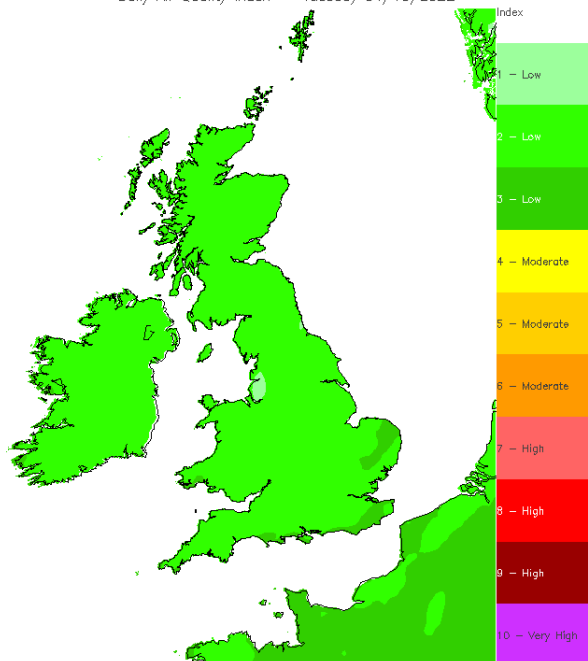 Index
1 - Low
2 - Low
3 - Low
4 - Moderate
5 - Moderate
6 - Moderate
7 - High
8 - High
9 - High
10 - Very High